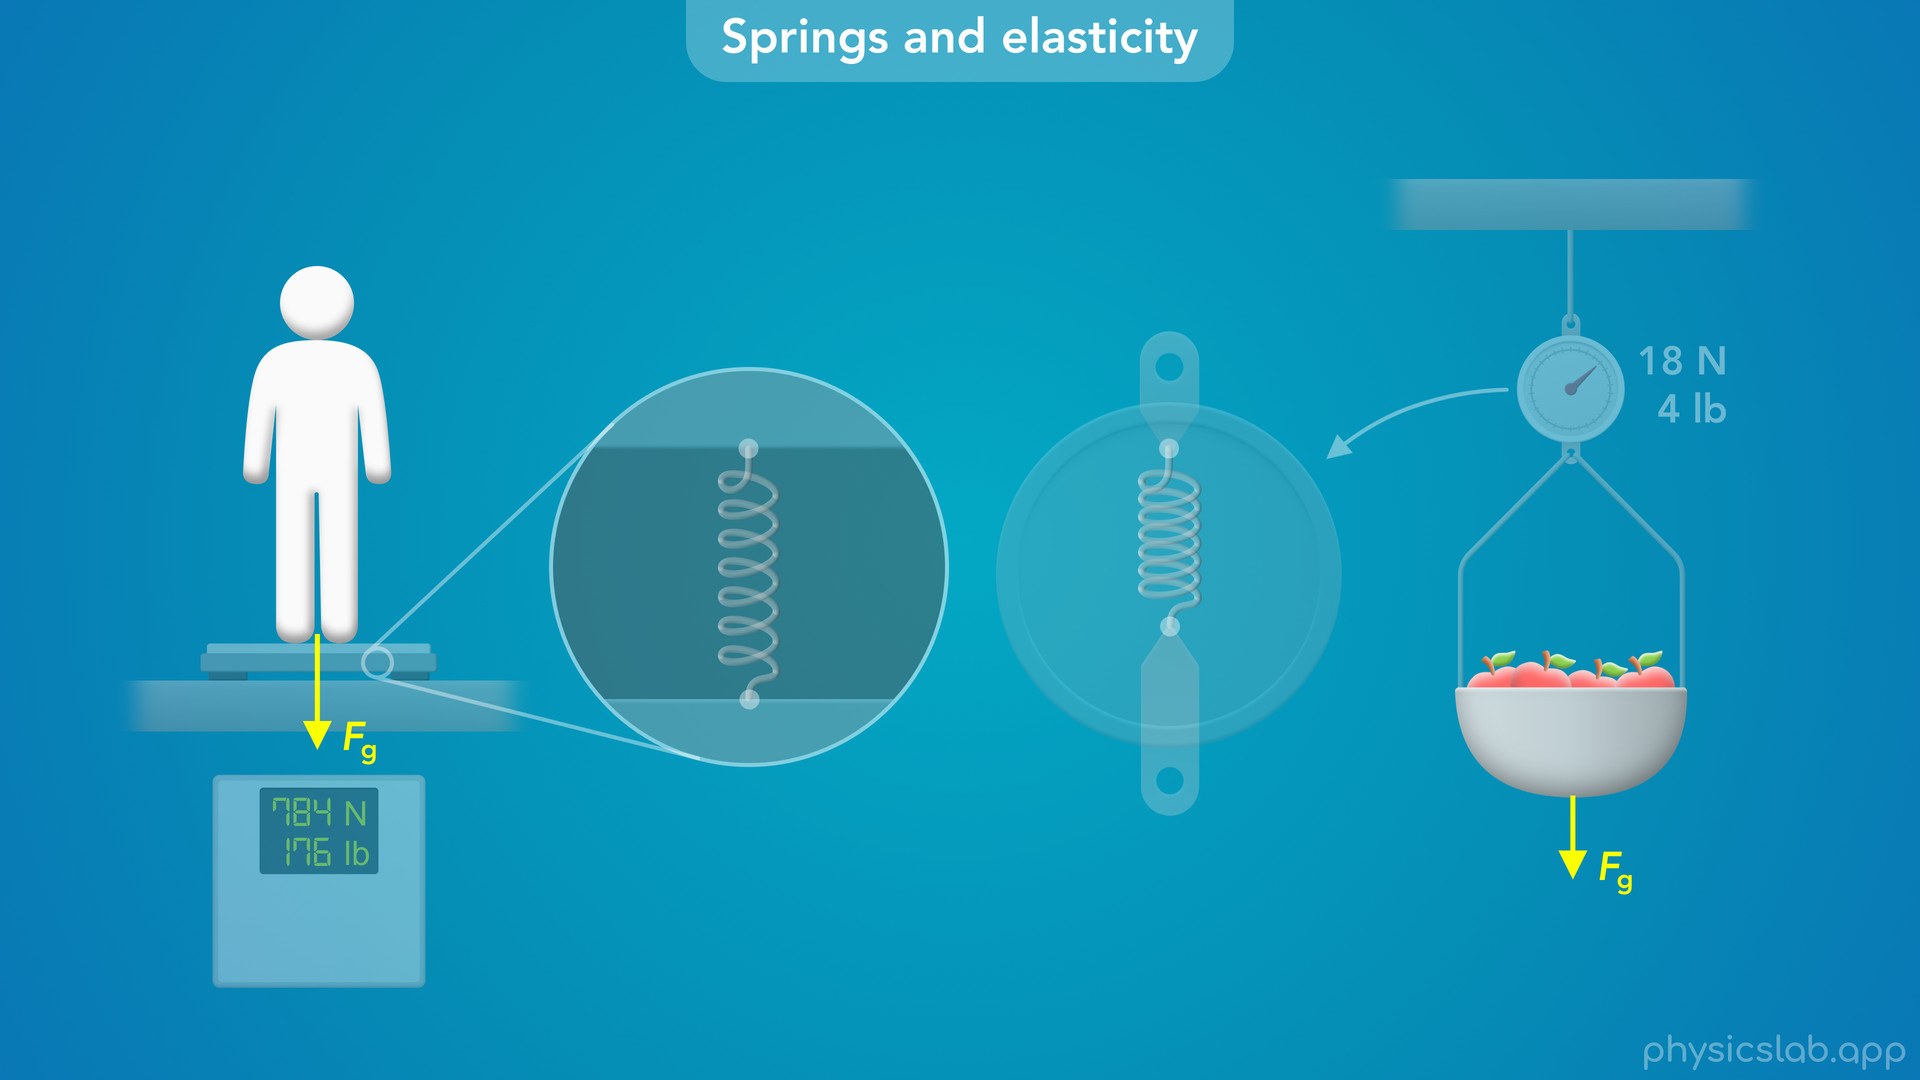 Springs and elasticity
18 N
4 lb
Fg
784 N
176 lb
Fg
physicslab.app